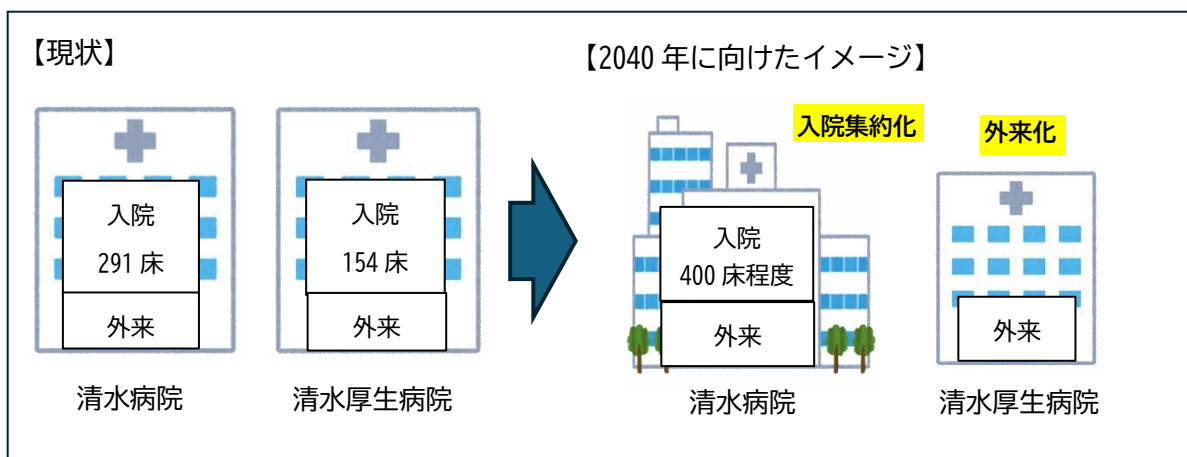 【現状】
入院
291 床
外来
清水病院
入院
154 床
外来
清水厚生病院
【2040 年に向けたイメージ】
入院集約化
入院
400 床程度
外来
清水病院
外来化
外来
清水厚生病院